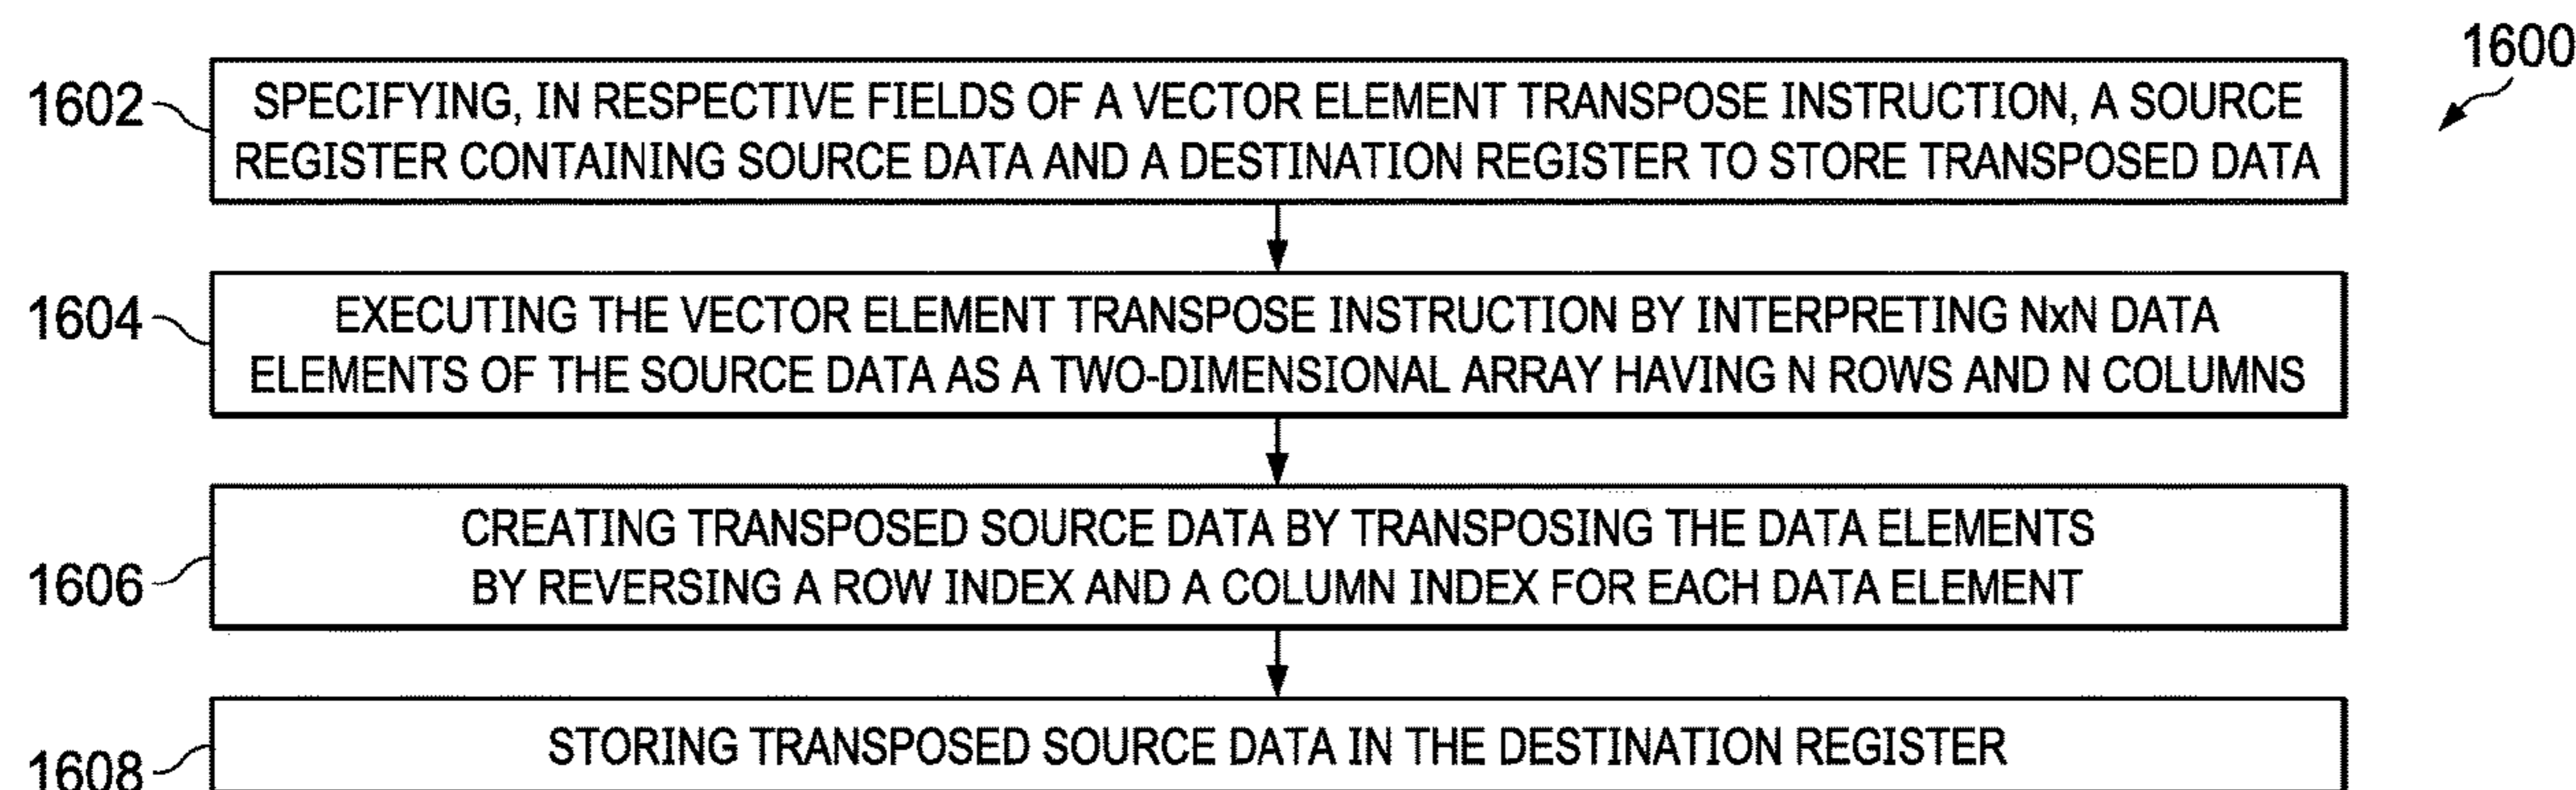 1600
1602
SPECIFYING, IN RESPECTIVE FIELDS OF A VECTOR ELEMENT TRANSPOSE INSTRUCTION, A SOURCE
REGISTER CONTAINING SOURCE DATA AND A DESTINATION REGISTER TO STORE TRANSPOSED DATA
1604
EXECUTING THE VECTOR ELEMENT TRANSPOSE INSTRUCTION BY INTERPRETING NxN DATA
ELEMENTS OF THE SOURCE DATA AS A TWO-DIMENSIONAL ARRAY HAVING N ROWS AND N COLUMNS
1606
CREATING TRANSPOSED SOURCE DATA BY TRANSPOSING THE DATA ELEMENTS
BY REVERSING A ROW INDEX AND A COLUMN INDEX FOR EACH DATA ELEMENT
1608
STORING TRANSPOSED SOURCE DATA IN THE DESTINATION REGISTER